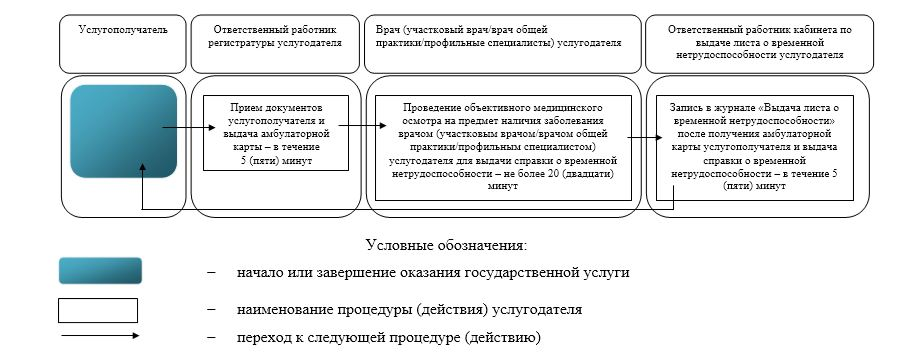 Услугополучатель
Ответственный работник
регистратуры услугодателя
Врач (участковый врач/врач общей
практики/профильные специалисты) услугодателя
Ответственный работник кабинета по
выдаче листа о временной
нетрудоспособности услугодателя
Прием документов
услугополучателя и
выдача амбулаторной
карты – в течение
5 (пяти) минут
Проведение объективного медицинского
осмотра на предмет наличия заболевания
врачом (участковым врачом/врачом общей
практики/профильным специалистом)
услугодателя для выдачи справки о временной
нетрудоспособности – не более 20 (двадцати)
минут
Запись в журнале «Выдача листа о
временной нетрудоспособности»
после получения амбулаторной
карты услугополучателя и выдача
справки о временной
нетрудоспособности – в течение 5
(пяти) минут
Условные обозначения:
– начало или завершение оказания государственной услуги
– наименование процедуры (действия) услугодателя
– переход к следующей процедуре (действию)